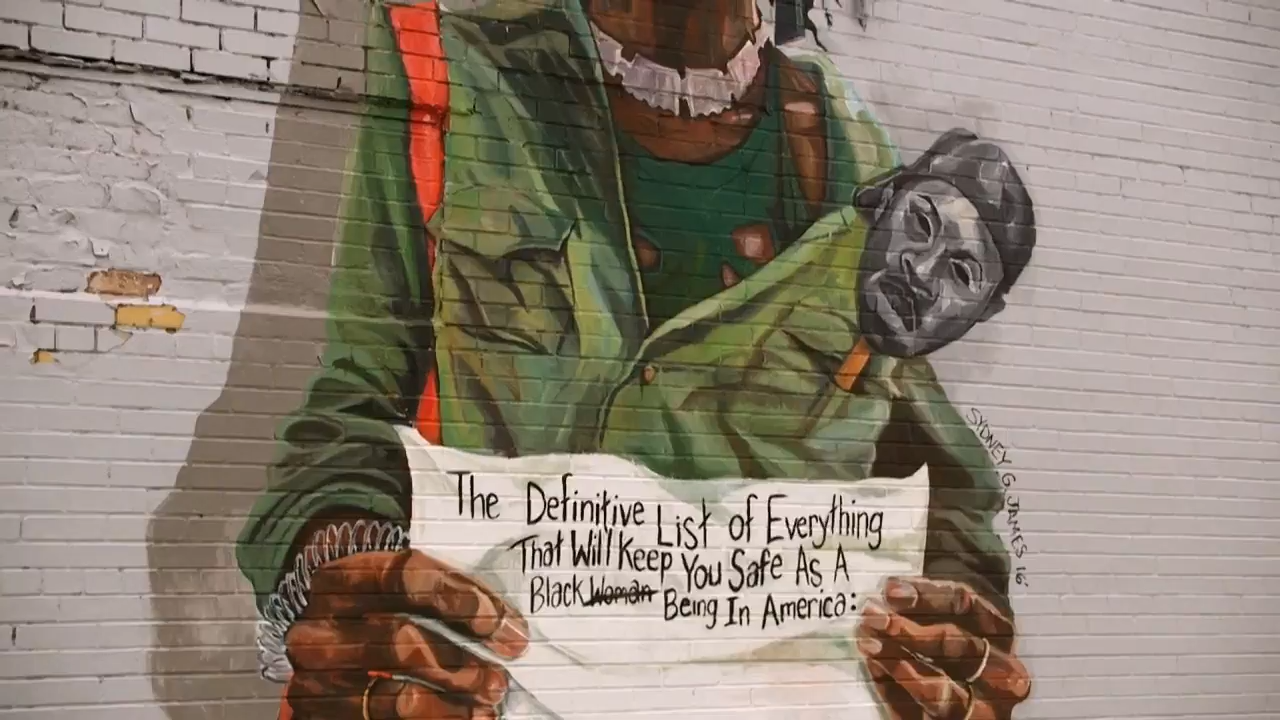 The Definitive List of Everything
That Will Keep You Safe As A
Black Woman Being In America:
SYDNEY G. JAMES 16'